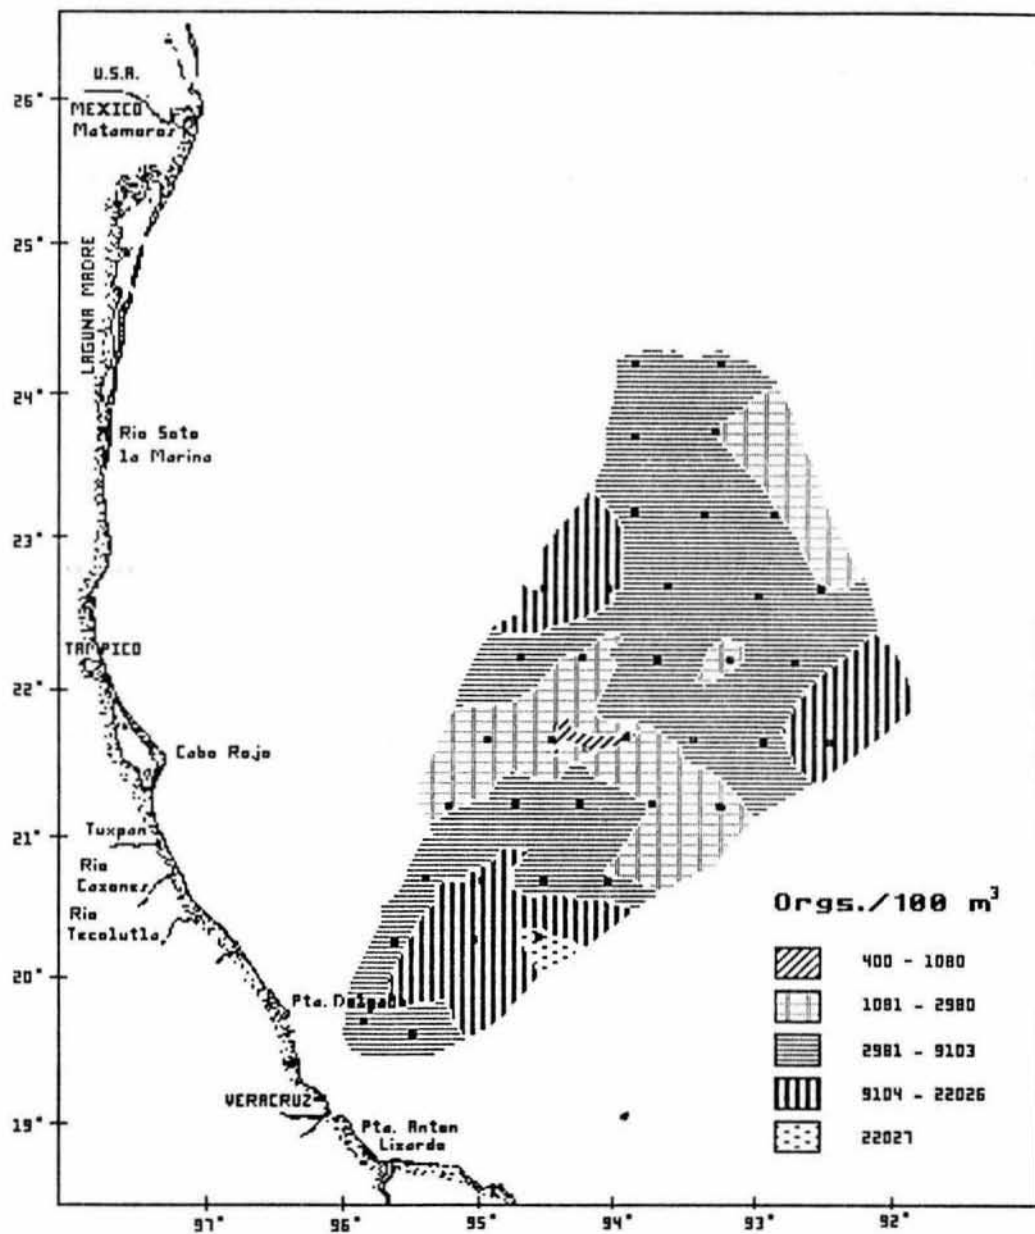 U.S.A.
26°
MEXICO
Matamoros
25°
LAGUNA MADRE
24°
Rio Soto
la Marina
23°
TAMPICO
22°
Cabo Rojo
21°
Tuxpan
Rio
Cazones
Rio
Tecolutla
20°
Pta. Delgada
VERACRUZ
19°
Pta. Anton
Lizardo
Orgs./100 m³
400 - 1080
1081 - 2980
2981 - 9103
9104 - 22026
22027
97°
96°
95°
94°
93°
92°